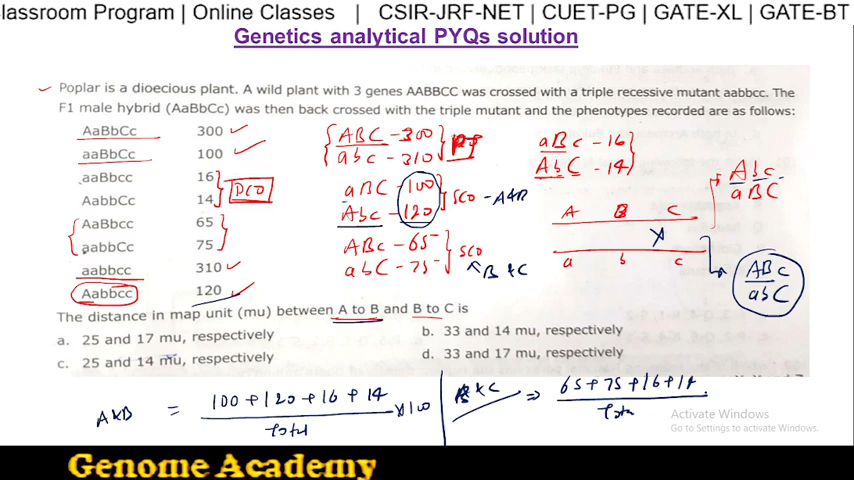 lassroom Program | Online Classes | CSIR-JRF-NET | CUET-PG | GATE-XL | GATE-BT
Genetics analytical PYQs solution
Poplar is a dioecious plant. A wild plant with 3 genes AABBCC was crossed with a triple recessive mutant aabbcc. The
F1 male hybrid (AaBbCc) was then back crossed with the triple mutant and the phenotypes recorded are as follows:
AaBbCc 300
aaBbCc 100
aaBbcc 16
AabbCc 14
AaBbcc 65
aabbCc 75
aabbcc 310
Aabbcc 120
DCO
ABC - 300
abc - 310
aBC - 100
Abc - 120
SCO - A&B
ABc - 65
abC - 75
SCO
B & C
aBc - 16
AbC - 14
A B C
a b c
Abc
aBC
ABc
abC
The distance in map unit (mu) between A to B and B to C is
a. 25 and 17 mu, respectively
b. 33 and 14 mu, respectively
c. 25 and 14 mu, respectively
d. 33 and 17 mu, respectively
A&B = 100 + 120 + 16 + 14 / Total × 100
B&C ⇒ 65 + 75 + 16 + 14 / Total
Activate Windows
Go to Settings to activate Windows.
Genome Academy